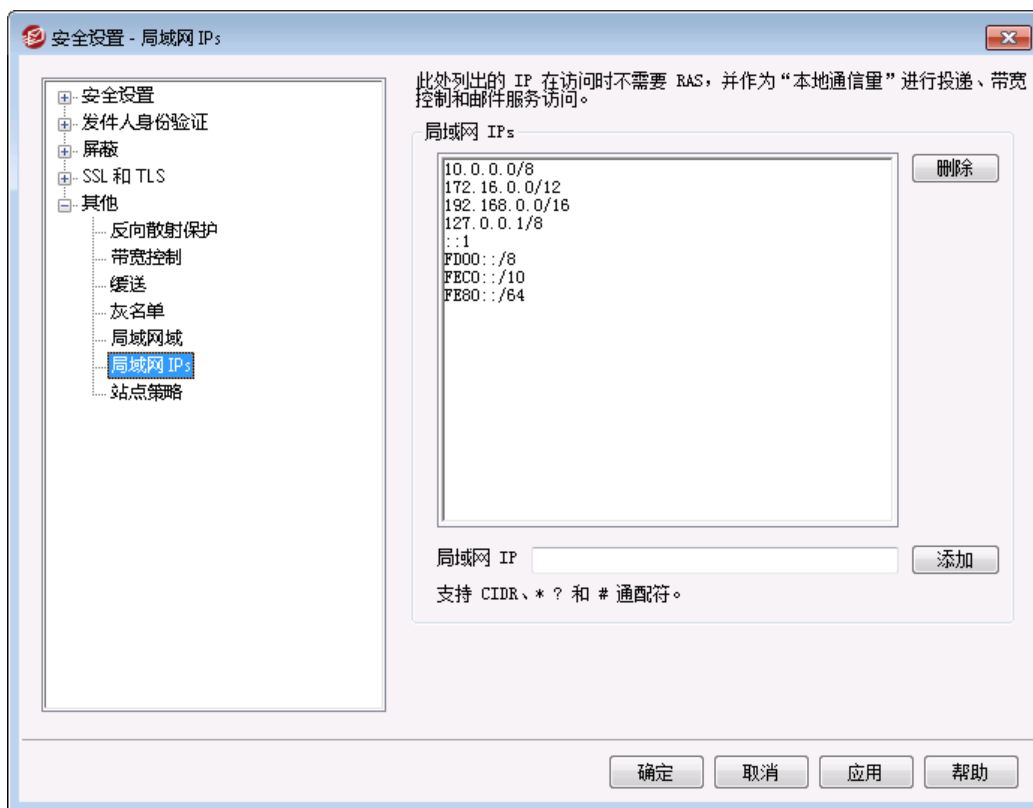 安全设置 - 局域网 IPs
安全设置
发件人身份验证
屏蔽
SSL 和 TLS
其他
反向散射保护
带宽控制
缓送
灰名单
局域网域
局域网 IPs
站点策略
此处列出的 IP 在访问时不需要 RAS，并作为“本地通信量”进行投递、带宽
控制和邮件服务访问。
局域网 IPs
10.0.0.0/8
172.16.0.0/12
192.168.0.0/16
127.0.0.1/8
::1
FD00::/8
FEC0::/10
FE80::/64
删除
局域网 IP
添加
支持 CIDR、* ? 和 # 通配符。
确定
取消
应用
帮助